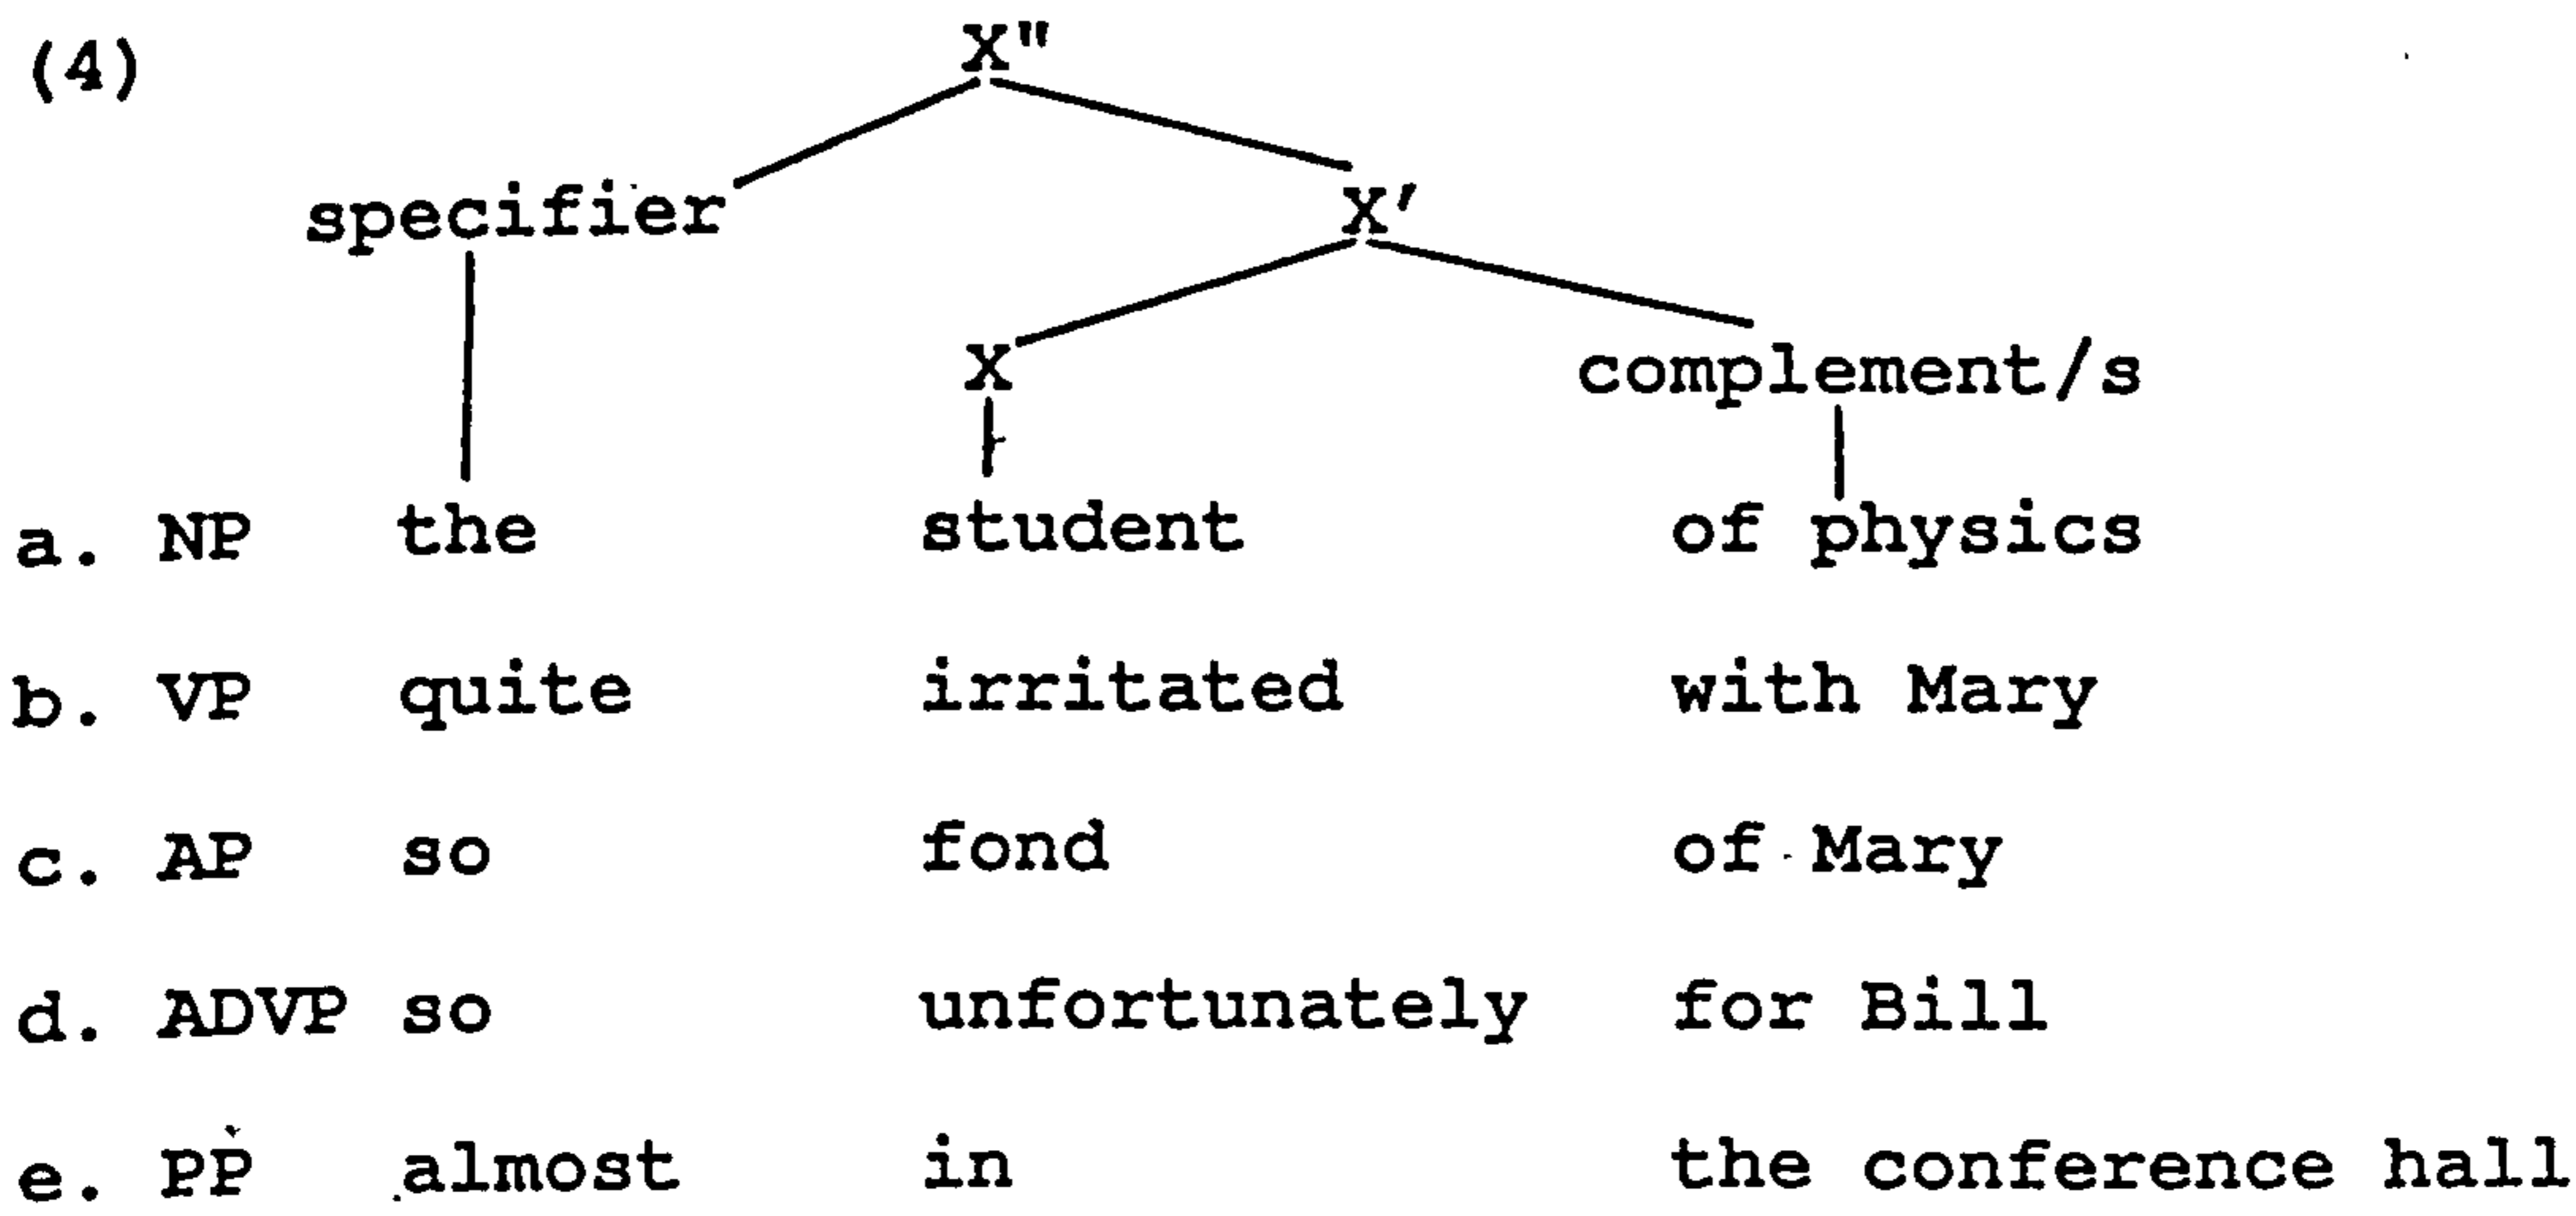 (4) X"
specifier X'
X complement/s
a. NP the student of physics
b. VP quite irritated with Mary
c. AP so fond of Mary
d. ADVP so unfortunately for Bill
e. PP almost in the conference hall